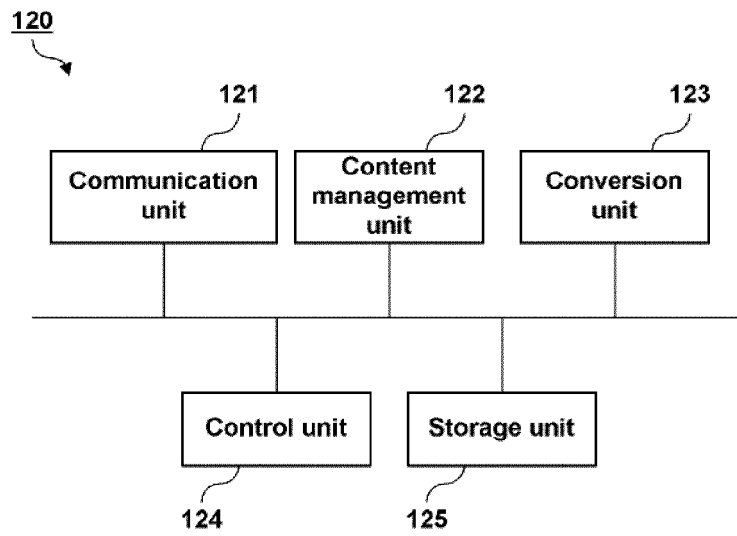 120
121
122
123
Communication
unit
Content
management
unit
Conversion
unit
Control unit
Storage unit
124
125